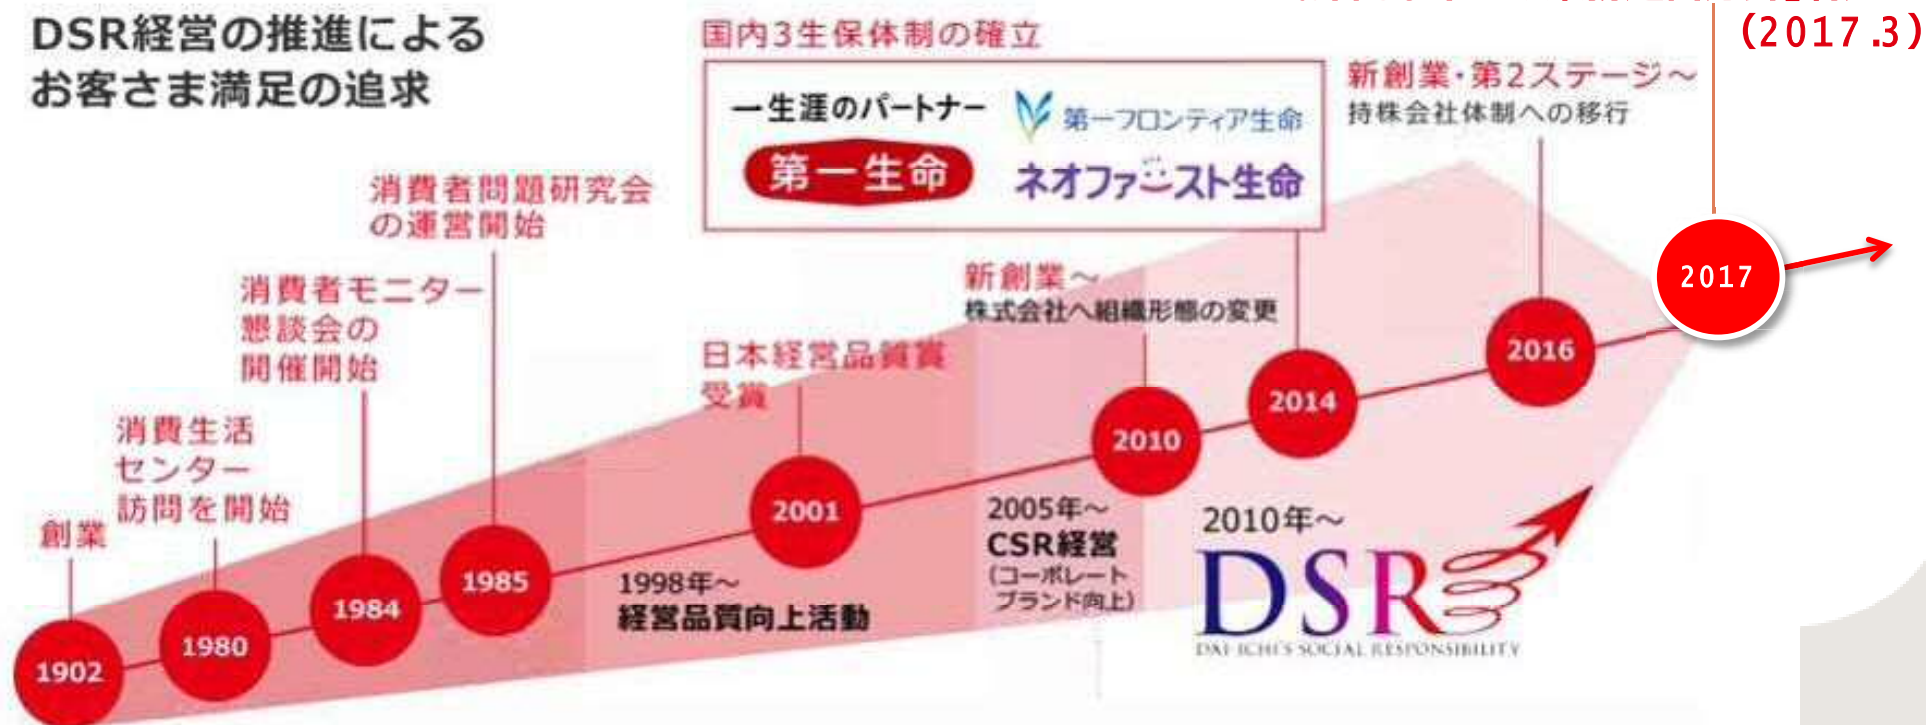 DSR経営の推進による
お客さま満足の追求
(2017.3)
国内3生保体制の確立
一生涯のパートナー
第一生命
第一フロンティア生命
ネオファースト生命
新創業・第2ステージ～
持株会社体制への移行
消費者問題研究会
の運営開始
消費者モニター
懇談会の
開催開始
新創業～
株式会社へ組織形態の変更
日本経営品質賞
受賞
消費生活
センター
訪問を開始
創業
1902
1980
1984
1985
2001
2010
2014
2016
2017
1998年～
経営品質向上活動
2005年～
CSR経営
(コーポレート
ブランド向上)
2010年～
DSR
DAI-ICHI'S SOCIAL RESPONSIBILITY